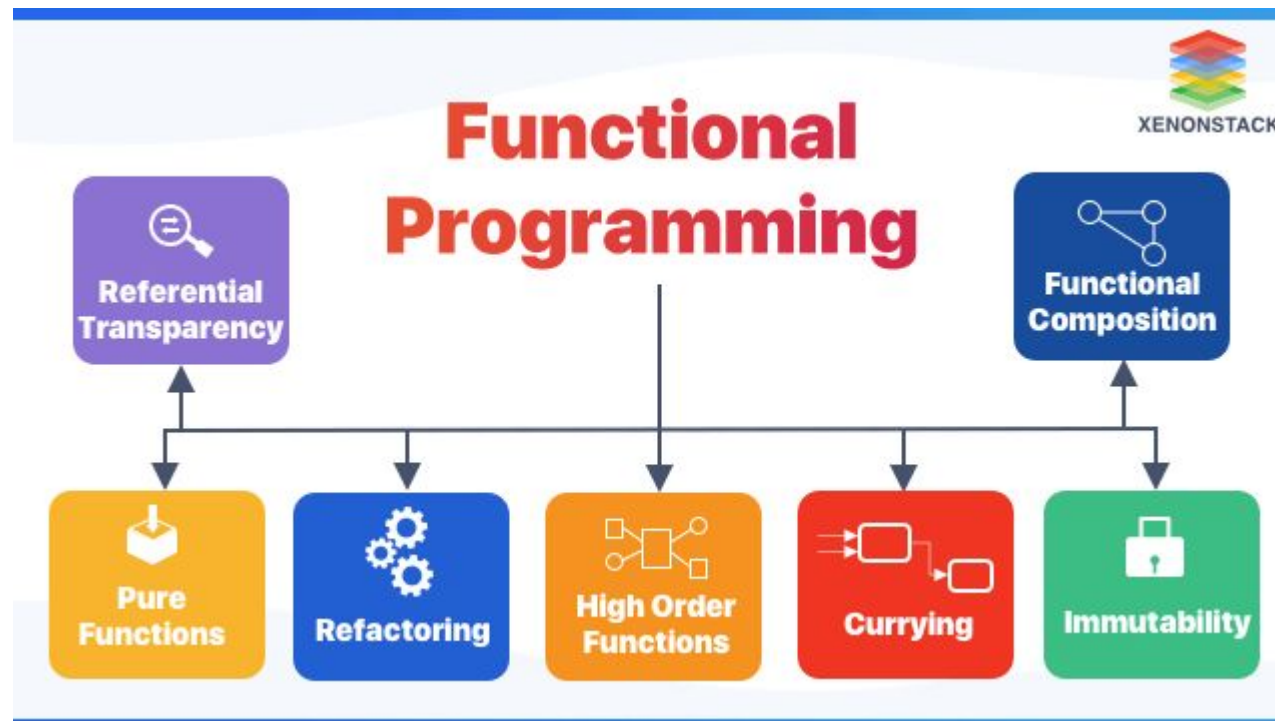 XENONSTACK
Functional
Programming
Referential
Transparency
Functional
Composition
Pure
Functions
Refactoring
High Order
Functions
Currying
Immutability